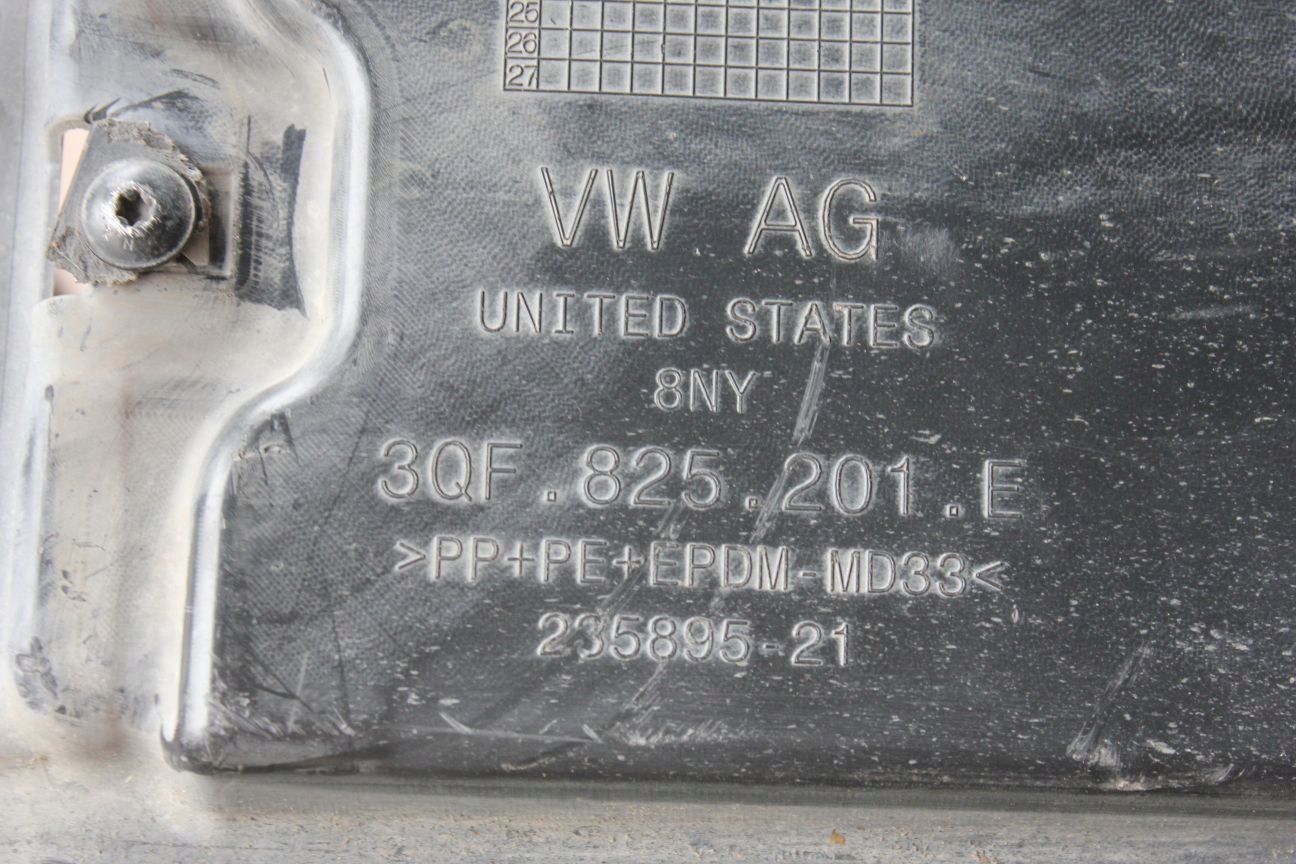 25
26
27
VW AG
UNITED STATES
8NY
3QF.825.201.E
>PP+PE+EPDM-MD33<
235895-21